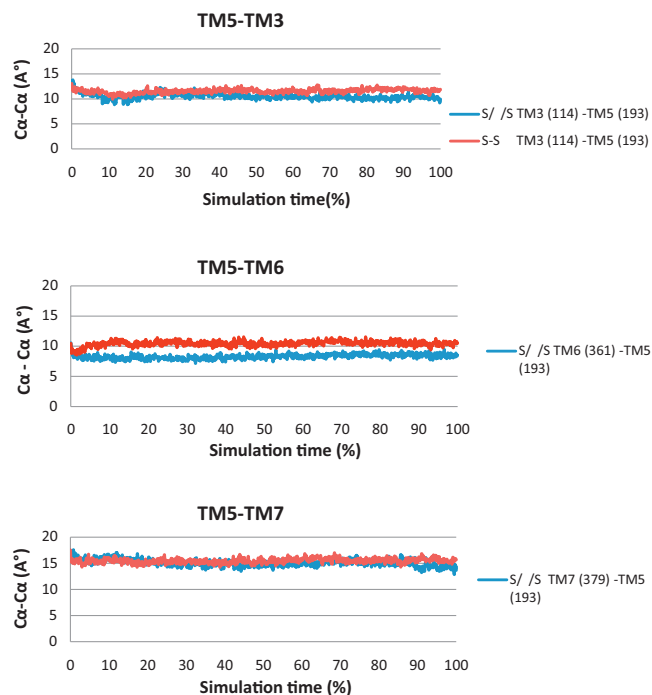 TM5-TM3
Cα-Cα (A°)
20
15
10
5
0
0 10 20 30 40 50 60 70 80 90 100
Simulation time(%)
S/ /S TM3 (114) -TM5 (193)
S-S TM3 (114) -TM5 (193)
TM5-TM6
Cα - Cα (A°)
20
15
10
5
0
0 10 20 30 40 50 60 70 80 90 100
Simulation time (%)
S/ /S TM6 (361) -TM5
(193)
TM5-TM7
Cα-Cα (A°)
20
15
10
5
0
0 10 20 30 40 50 60 70 80 90 100
Simulation time (%)
S/ /S TM7 (379) -TM5
(193)